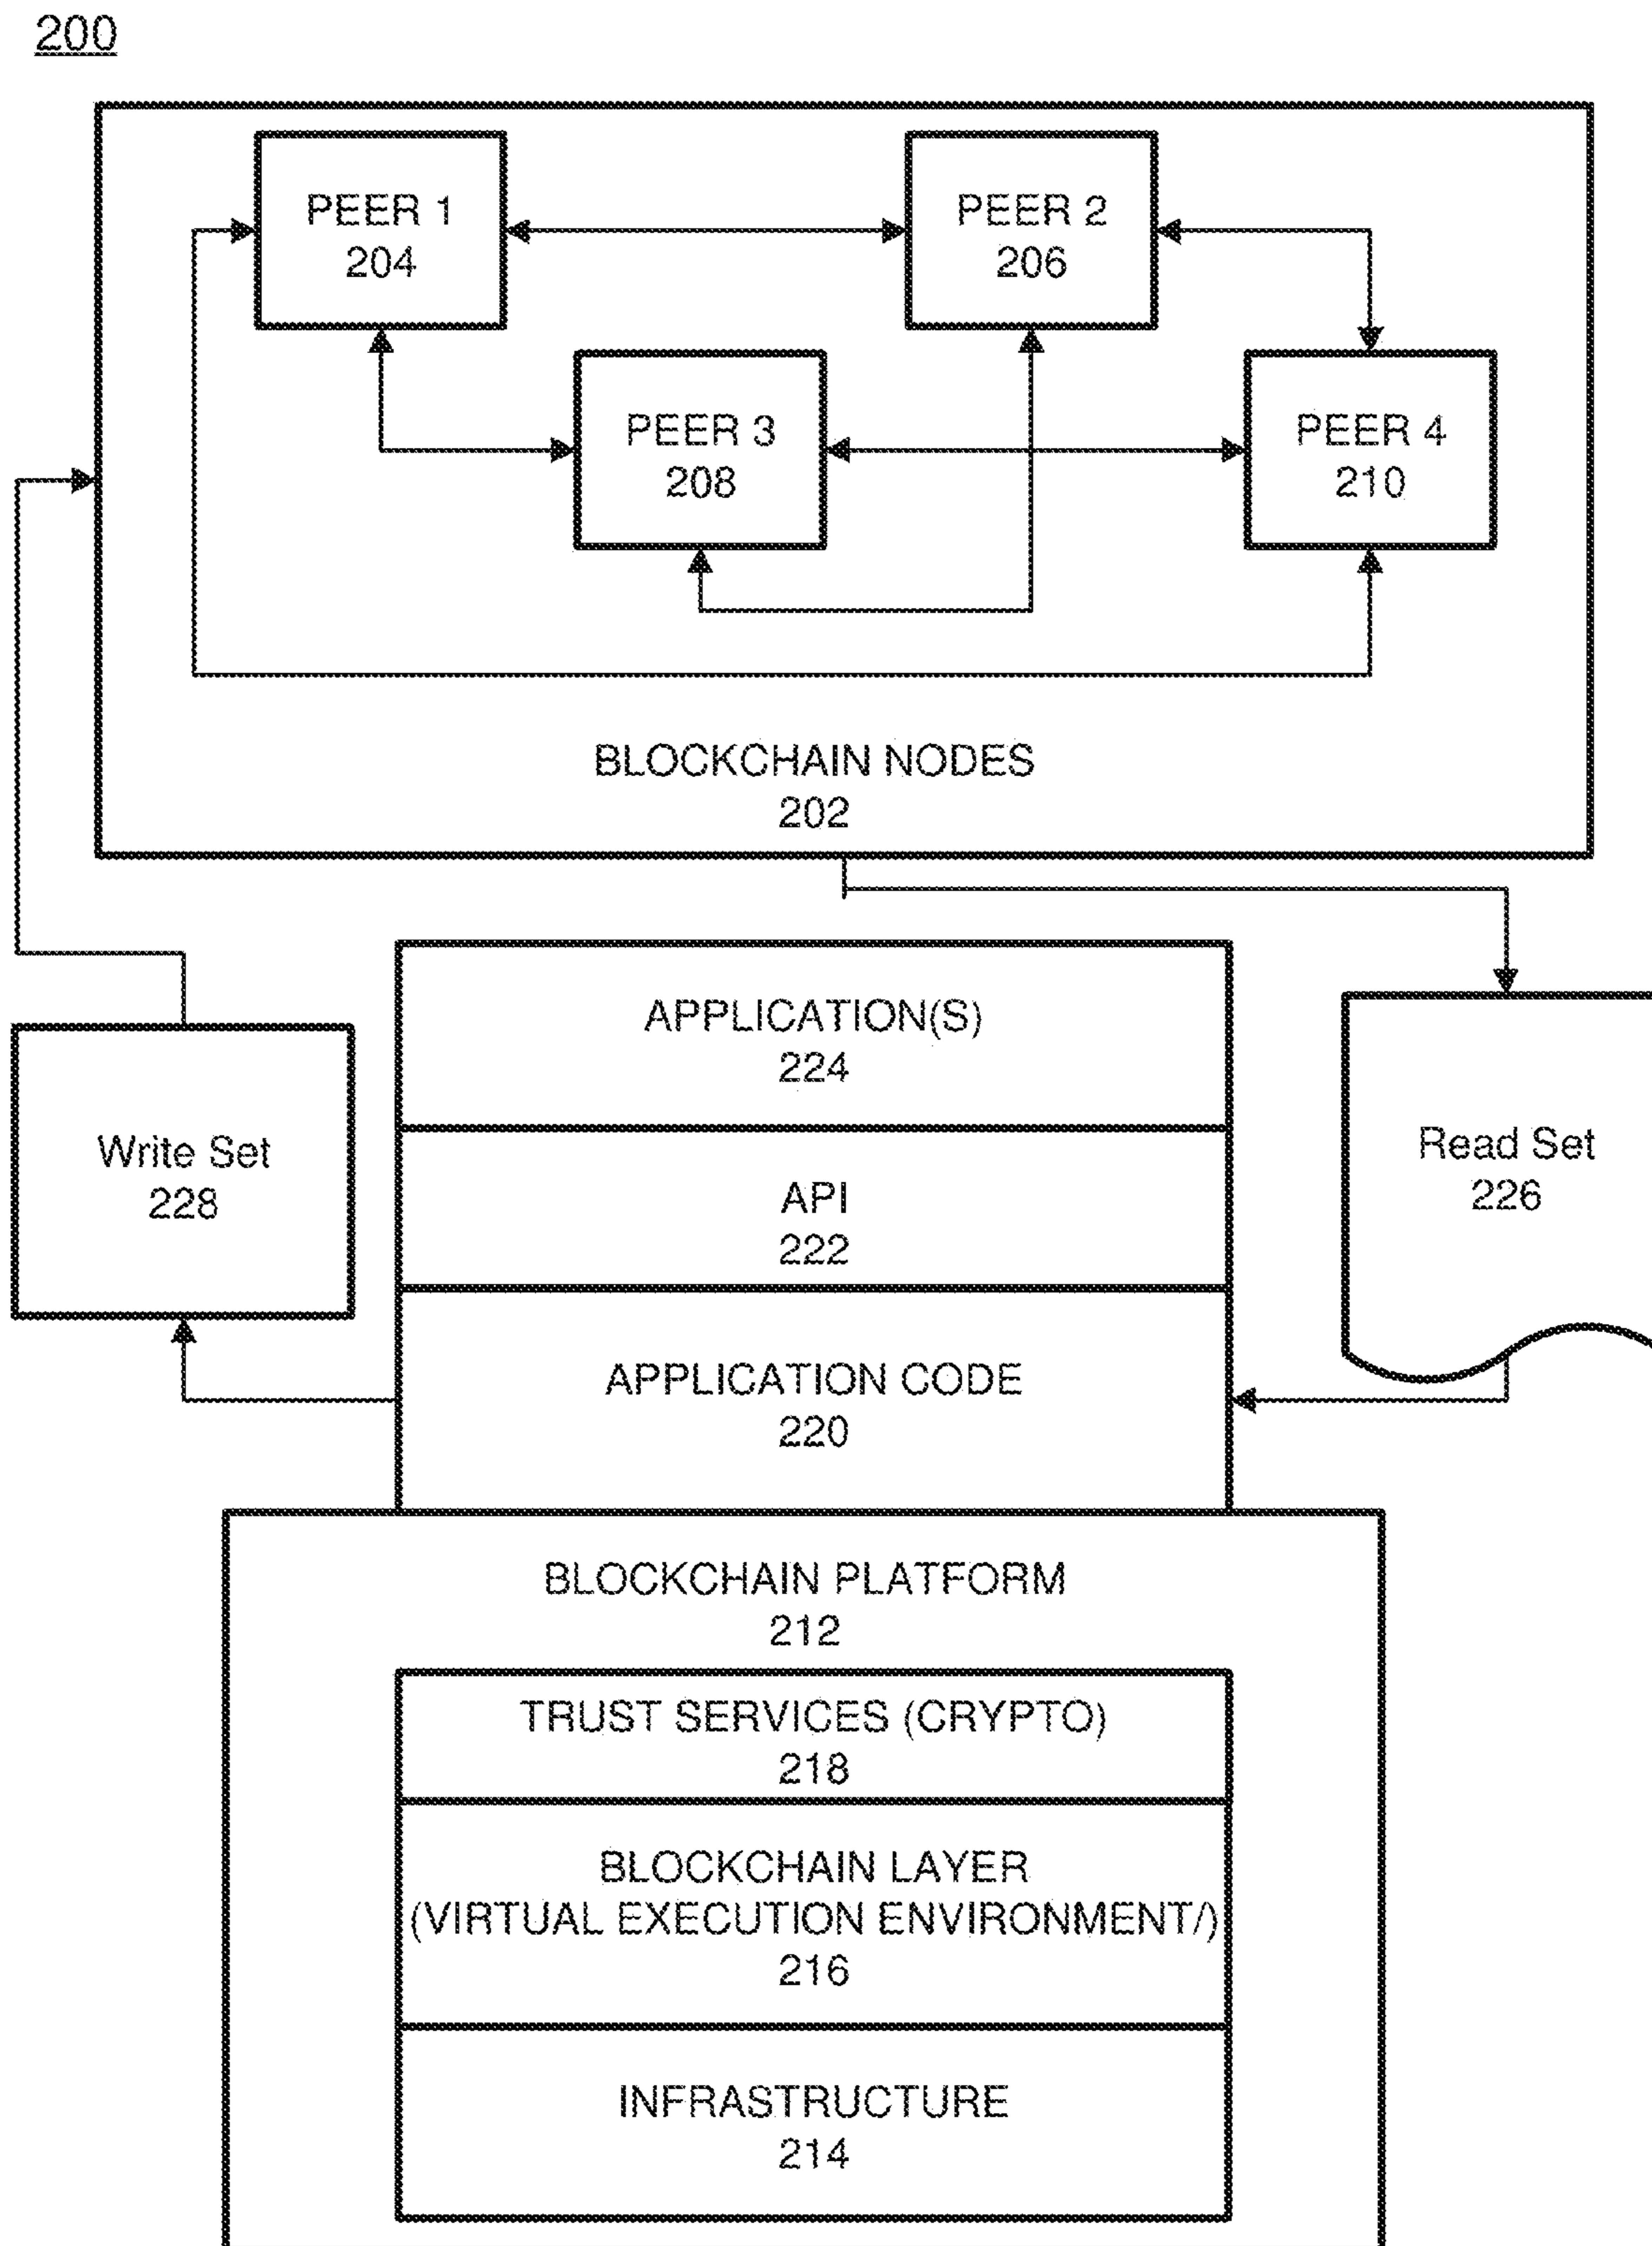 200
PEER 1
204
PEER 2
206
PEER 3
208
PEER 4
210
BLOCKCHAIN NODES
202
APPLICATION(S)
224
Write Set
228
API
222
Read Set
226
APPLICATION CODE
220
BLOCKCHAIN PLATFORM
212
TRUST SERVICES (CRYPTO)
218
BLOCKCHAIN LAYER
(VIRTUAL EXECUTION ENVIRONMENT/)
216
INFRASTRUCTURE
214